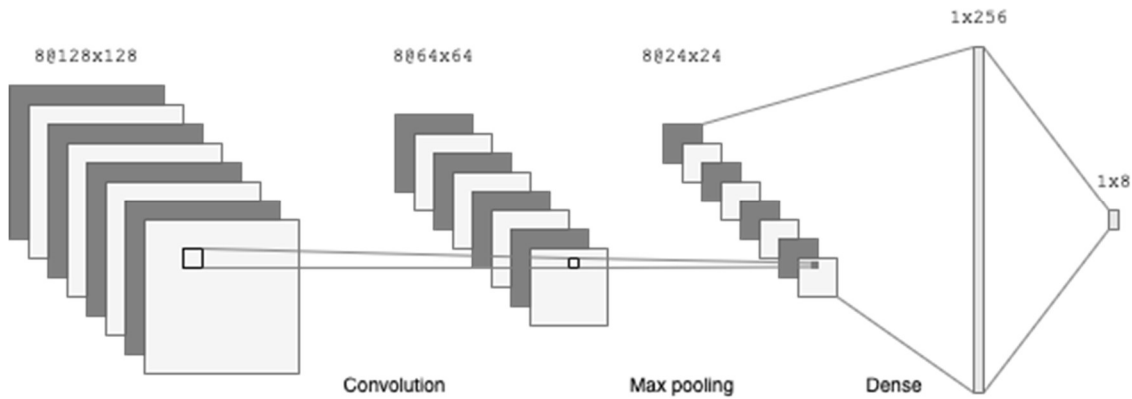 1x256
8@128x128
8@64x64
8@24x24
1x8
Convolution
Max pooling
Dense